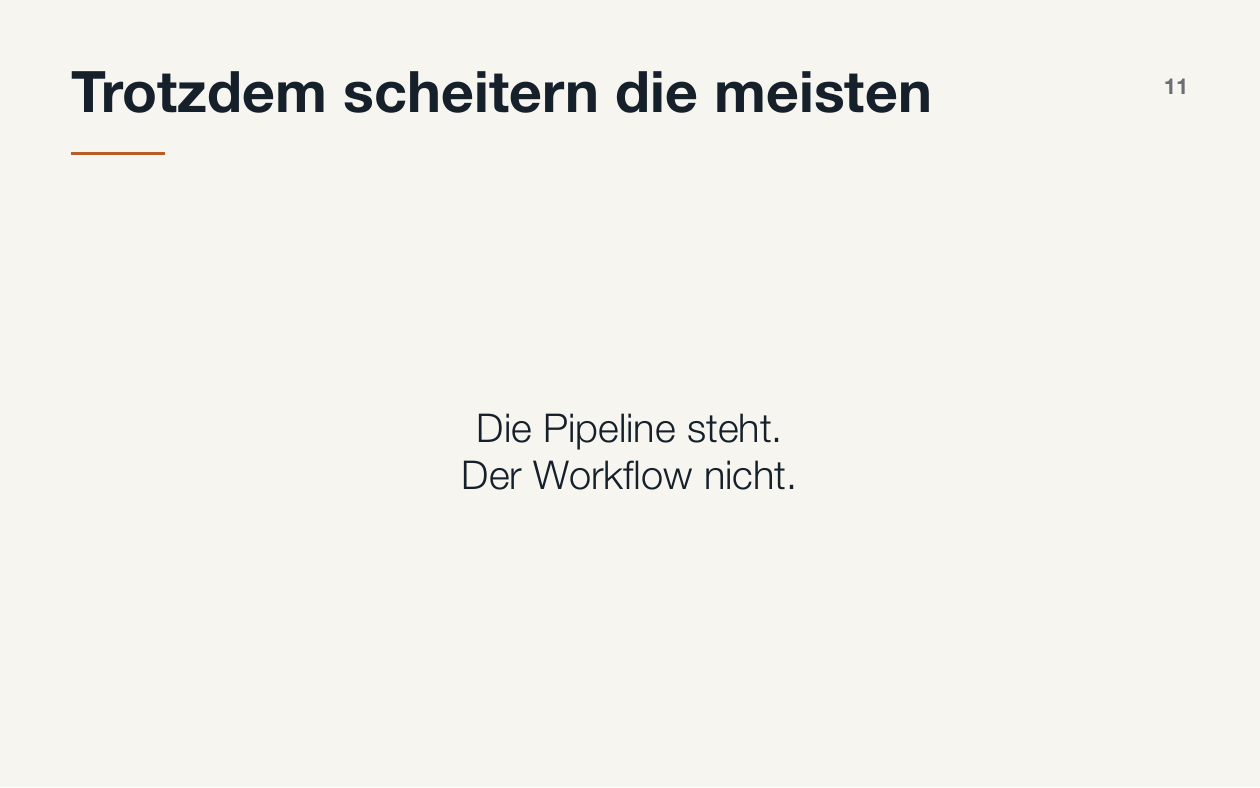 Trotzdem scheitern die meisten
11
Die Pipeline steht.
Der Workflow nicht.